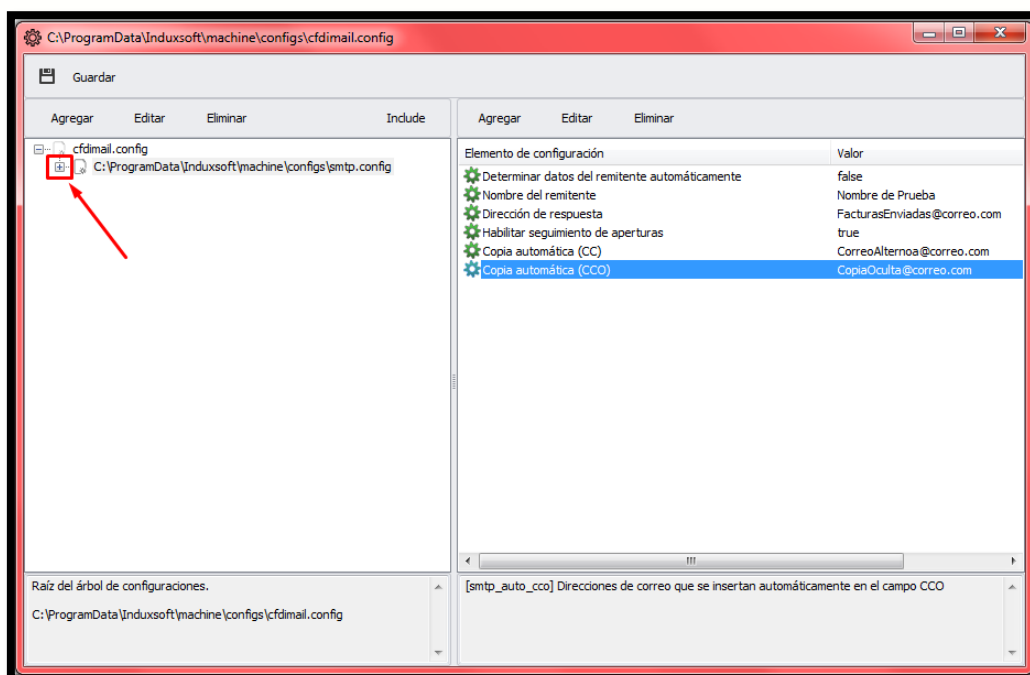 C:\ProgramData\Induxsoft\machine\configs\cfdimail.config
Guardar
Agregar Editar Eliminar Include
Agregar Editar Eliminar
cfdimail.config
C:\ProgramData\Induxsoft\machine\configs\smtp.config
Elemento de configuración Valor
Determinar datos del remitente automáticamente false
Nombre del remitente Nombre de Prueba
Dirección de respuesta FacturasEnviadas@correo.com
Habilitar seguimiento de aperturas true
Copia automática (CC) CorreoAlternoa@correo.com
Copia automática (CCO) CopiaOculta@correo.com
Raíz del árbol de configuraciones.
C:\ProgramData\Induxsoft\machine\configs\cfdimail.config
[smtp_auto_cco] Direcciones de correo que se insertan automáticamente en el campo CCO